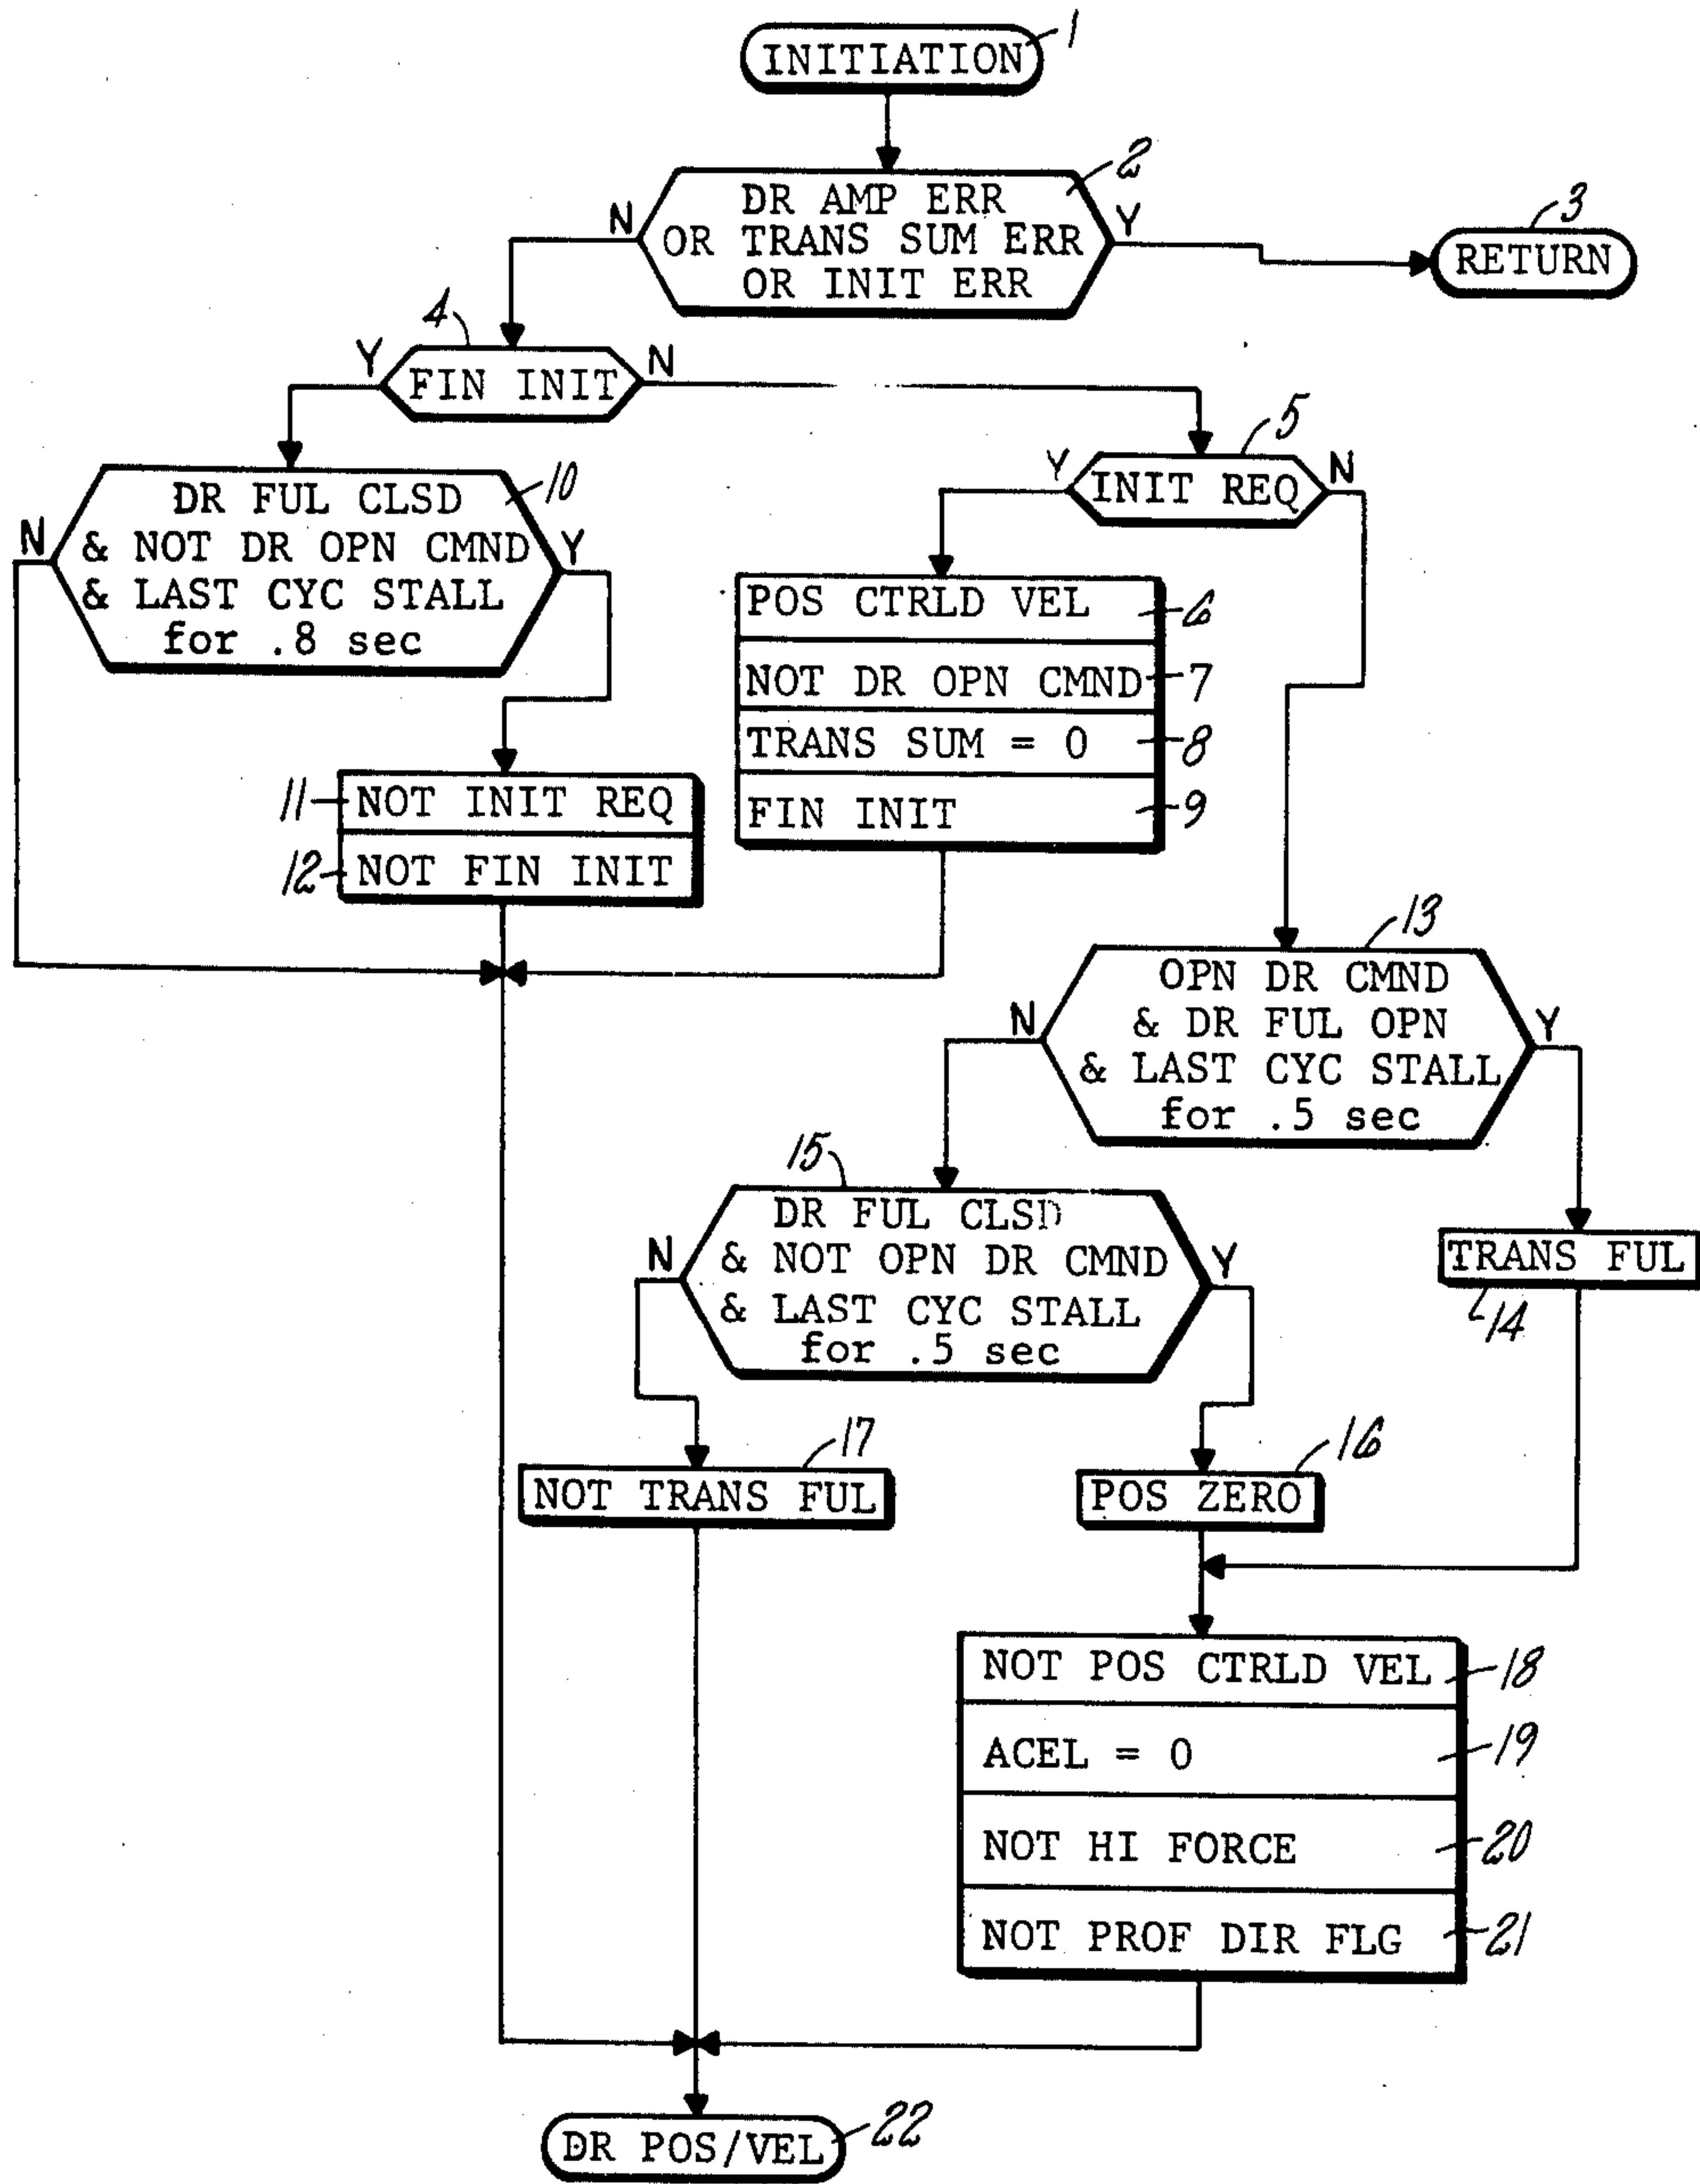 INITIATION
1
DR AMP ERR
OR TRANS SUM ERR
OR INIT ERR
2
N
Y
RETURN
3
FIN INIT
4
Y
N
INIT REQ
5
Y
N
DR FUL CLSD
& NOT DR OPN CMND
& LAST CYC STALL
for .8 sec
10
N
Y
POS CTRLD VEL
6
NOT DR OPN CMND
7
TRANS SUM = 0
8
FIN INIT
9
11
NOT INIT REQ
12
NOT FIN INIT
OPN DR CMND
& DR FUL OPN
& LAST CYC STALL
for .5 sec
13
N
Y
DR FUL CLSD
& NOT OPN DR CMND
& LAST CYC STALL
for .5 sec
15
N
Y
TRANS FUL
14
NOT TRANS FUL
17
POS ZERO
16
NOT POS CTRLD VEL
18
ACEL = 0
19
NOT HI FORCE
20
NOT PROF DIR FLG
21
DR POS/VEL
22